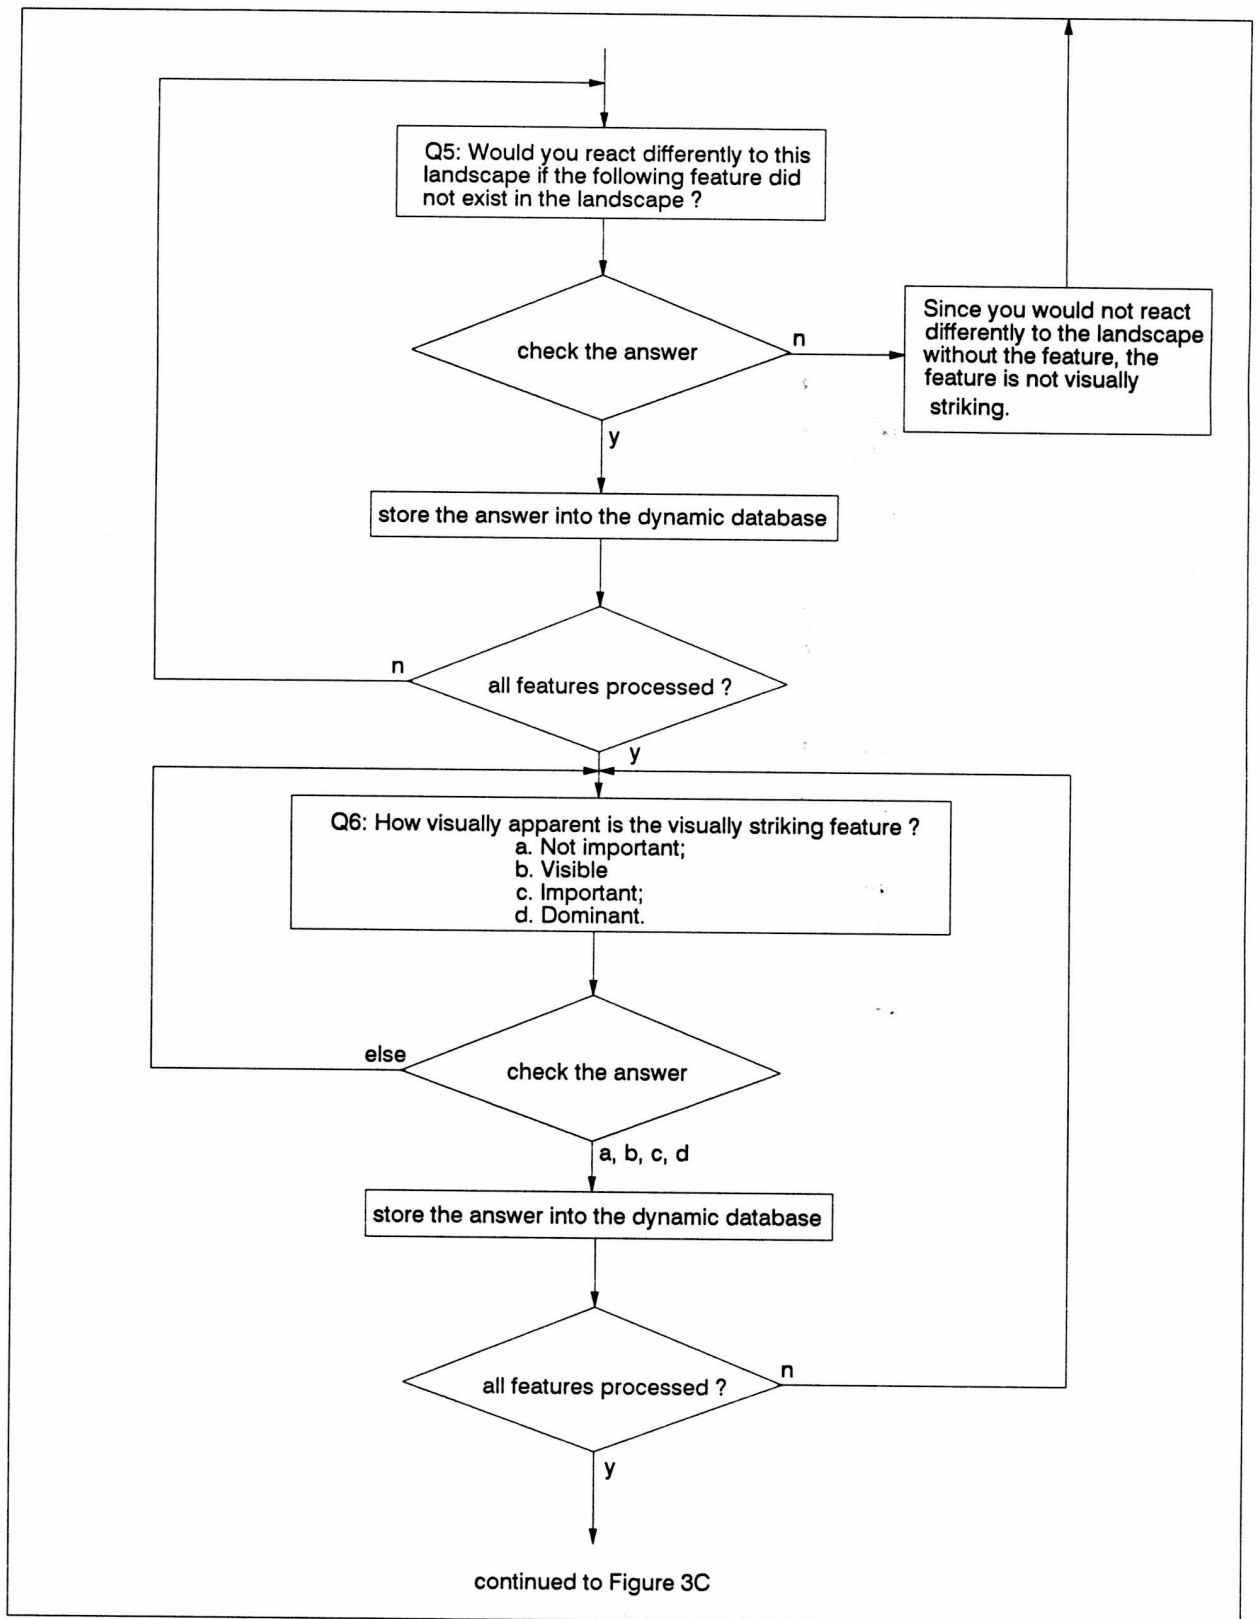 Q5: Would you react differently to this
landscape if the following feature did
not exist in the landscape ?
check the answer
n
Since you would not react
differently to the landscape
without the feature, the
feature is not visually
striking.
y
store the answer into the dynamic database
n
all features processed ?
y
Q6: How visually apparent is the visually striking feature ?
a. Not important;
b. Visible
c. Important;
d. Dominant.
else
check the answer
a, b, c, d
store the answer into the dynamic database
all features processed ?
n
y
continued to Figure 3C